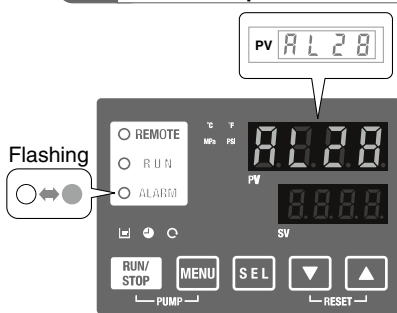 PV AL28
REMOTE
°C °F
MPa PSI
Flashing
RUN
ALARM
AL28
PV
8.8.8.8.
SV
RUN/
STOP
MENU
SEL
PUMP
RESET